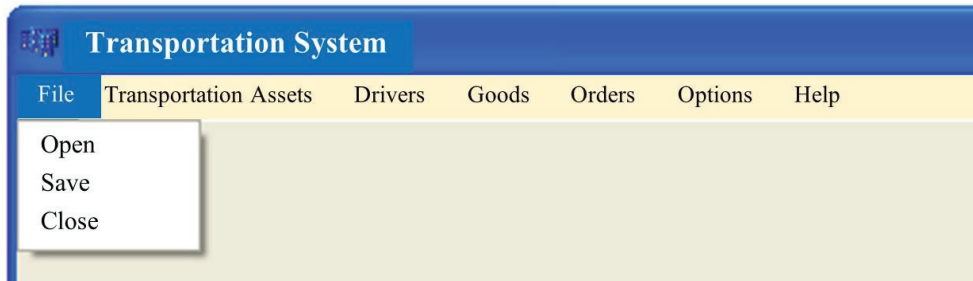 Transportation System
File Transportation Assets Drivers Goods Orders Options Help
Open
Save
Close